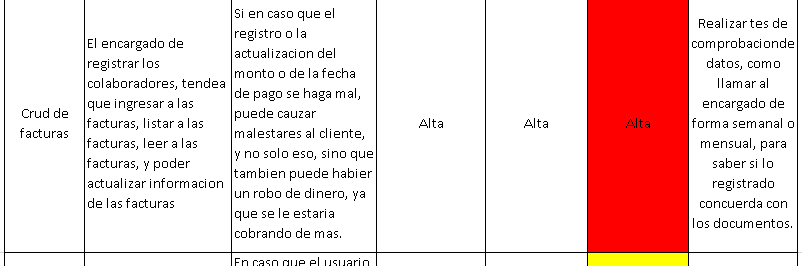 Crud de
facturas
El encargado de
registrar los
colaboradores, tendea
que ingresar a las
facturas, listar a las
facturas, leer a las
facturas, y poder
actualizar informacion
de las facturas
Si en caso que el
registro o la
actualizacion del
monto o de la fecha
de pago se haga mal,
puede cauzar
malestares al cliente,
y no solo eso, sino que
tambien puede habier
un robo de dinero, ya
que se le estaria
cobrando de mas.
Alta
Alta
Alta
Realizar tes de
comprobacionde
datos, como
llamar al
encargado de
forma semanal o
mensual, para
saber si lo
registrado
concuerda con
los documentos.
En caso que el usuario